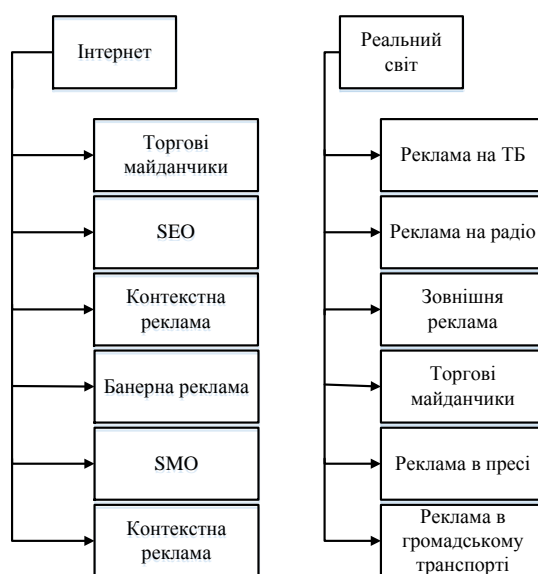 Інтернет
Торгові
майданчики
SEO
Контекстна
реклама
Банерна реклама
SMO
Контекстна
реклама
Реальний
світ
Реклама на ТБ
Реклама на радіо
Зовнішня
реклама
Торгові
майданчики
Реклама в пресі
Реклама в
громадському
транспорті